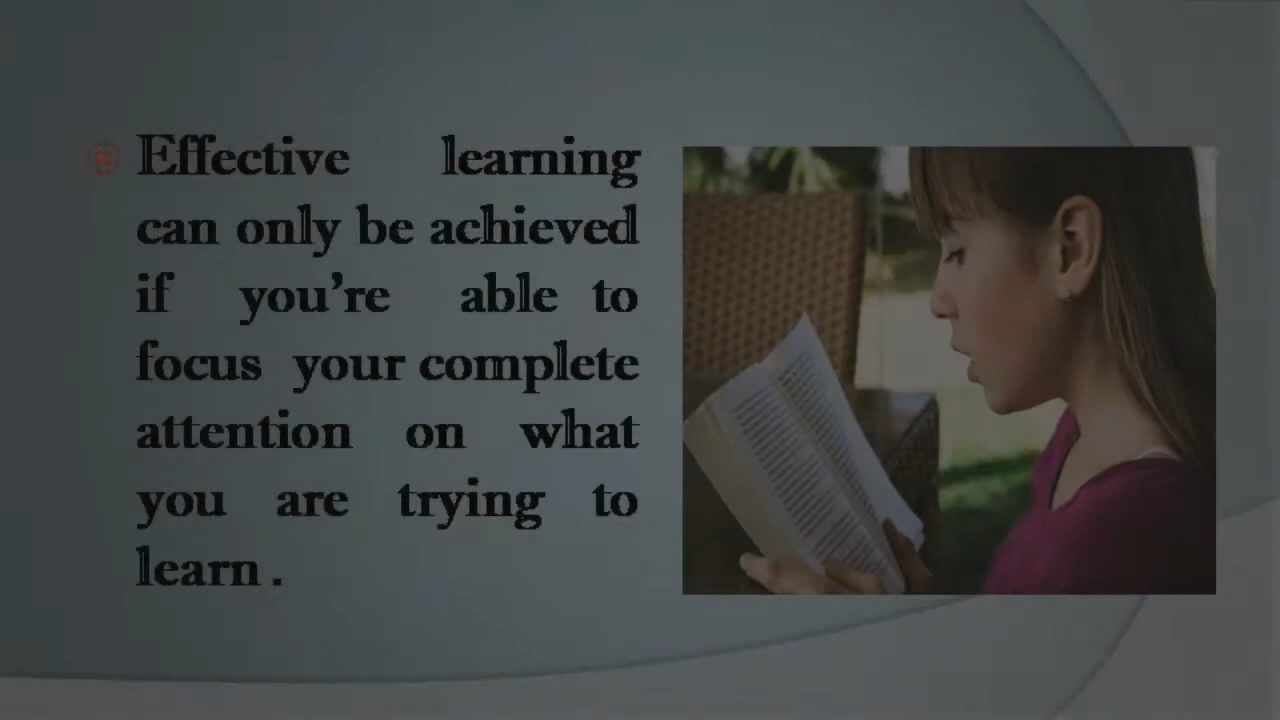 Effective learning
can only be achieved
if you're able to
focus your complete
attention on what
you are trying to
learn .